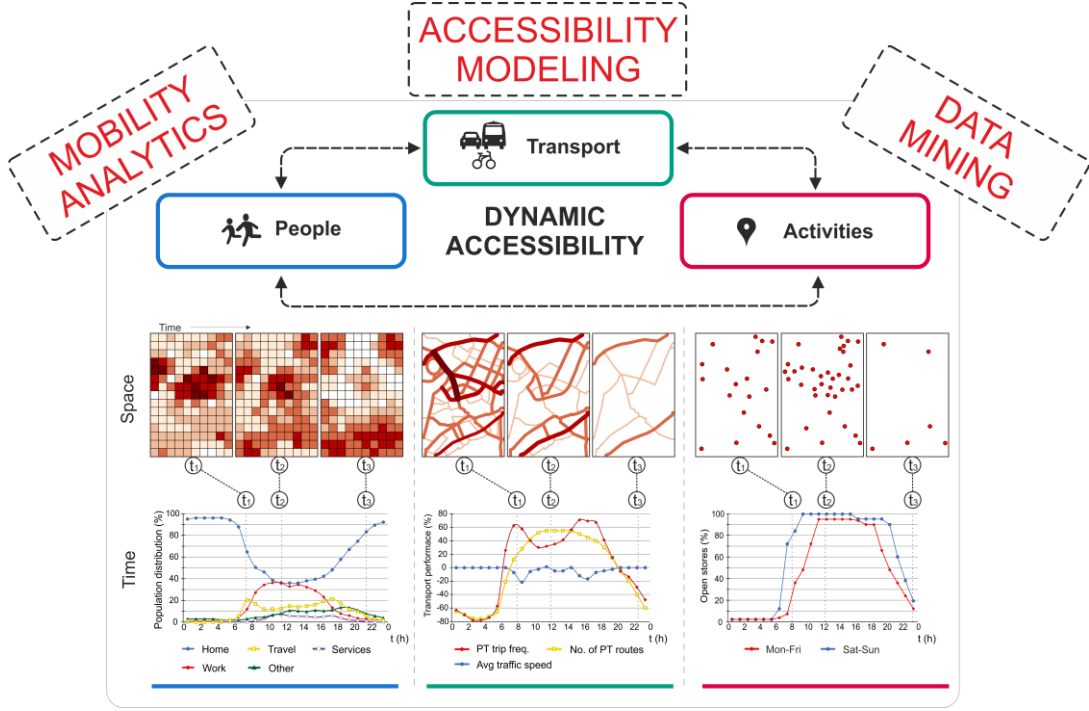 ACCESSIBILITY
MODELING
MOBILITY
ANALYTICS
DATA
MINING
Transport
People
DYNAMIC
ACCESSIBILITY
Activities
Time
Space
t1 t2 t3 t1 t2 t3 t1 t2 t3
t1 t2 t3 t1 t2 t3 t1 t2 t3
Time
Population distribution (%)
100
80
60
40
20
0
0 2 4 6 8 10 12 14 16 18 20 22 0
t (h)
Home Travel Services
Work Other
Transport performace (%)
80
60
40
20
0
-20
-40
-60
-80
0 2 4 6 8 10 12 14 16 18 20 22 0
t (h)
PT trip freq. No. of PT routes
Avg traffic speed
Open stores (%)
100
80
60
40
20
0
0 2 4 6 8 10 12 14 16 18 20 22 0
t (h)
Mon-Fri Sat-Sun